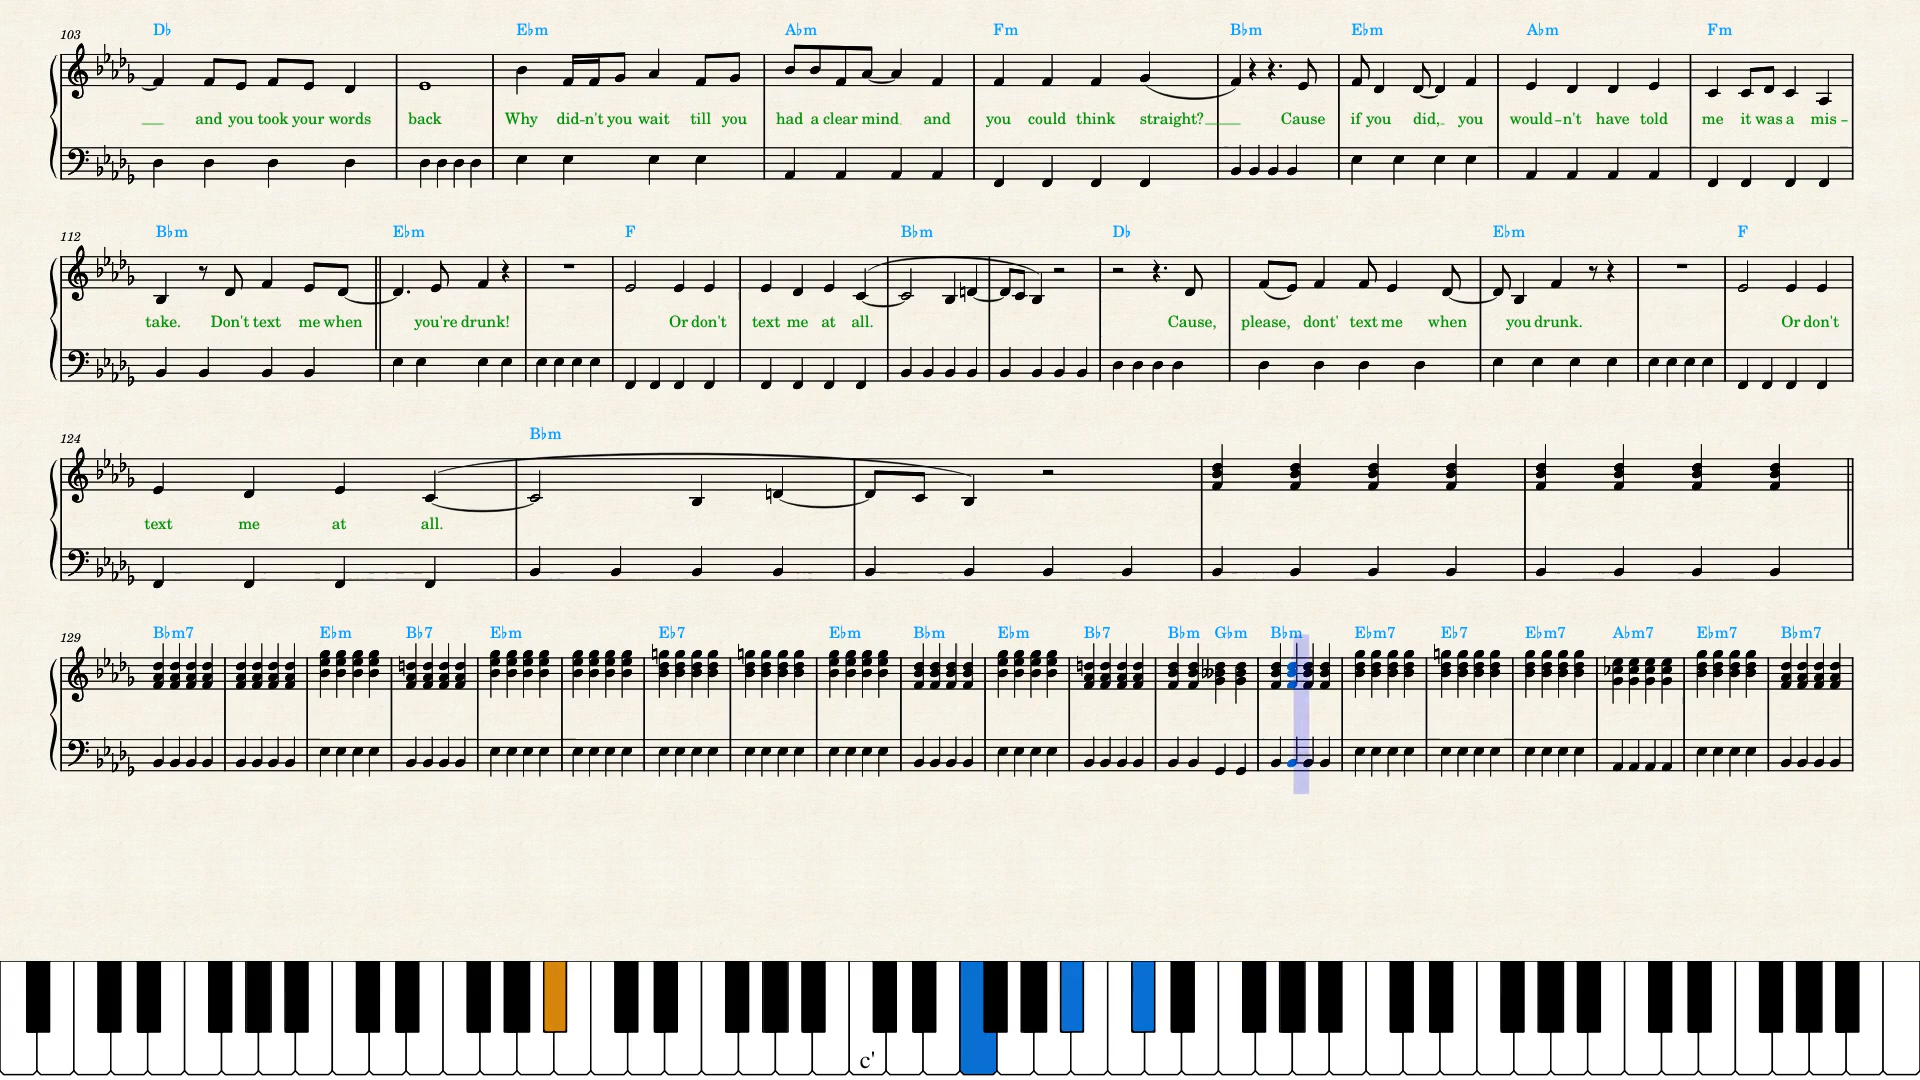 D♭ E♭m A♭m Fm B♭m E♭m A♭m Fm
103
and you took your words back Why did-n't you wait till you had a clear mind and you could think straight? Cause if you did, you would-n't have told me it was a mis-
B♭m E♭m F B♭m D♭ E♭m F
112
take. Don't text me when you're drunk! Or don't text me at all. Cause, please, dont' text me when you drunk. Or don't
B♭m
124
text me at all.
B♭m7 E♭m B♭7 E♭m E♭7 E♭m B♭m E♭m B♭7 B♭m G♭m B♭m E♭m7 E♭7 E♭m7 A♭m7 E♭m7 B♭m7
129
c'